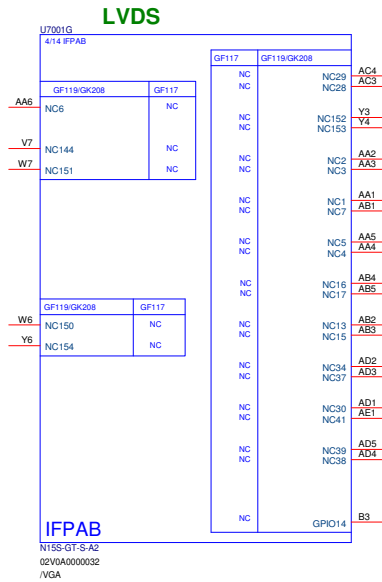 LVDS
U7001G
4/14 IFPAB
GF119/GK208 GF117
AA6 NC6 NC
V7 NC144 NC
W7 NC151 NC
GF119/GK208 GF117
W6 NC150 NC
Y6 NC154 NC
GF117 GF119/GK208
NC NC29 AC4
NC NC28 AC3
NC NC152 Y3
NC NC153 Y4
NC NC2 AA2
NC NC3 AA3
NC NC1 AA1
NC NC7 AB1
NC NC5 AA5
NC NC4 AA4
NC NC16 AB4
NC NC17 AB5
NC NC13 AB2
NC NC15 AB3
NC NC34 AD2
NC NC37 AD3
NC NC30 AD1
NC NC41 AE1
NC NC39 AD5
NC NC38 AD4
NC GPIO14 B3
IFPAB
N15S-GT-S-A2
02V0A0000032
/VGA